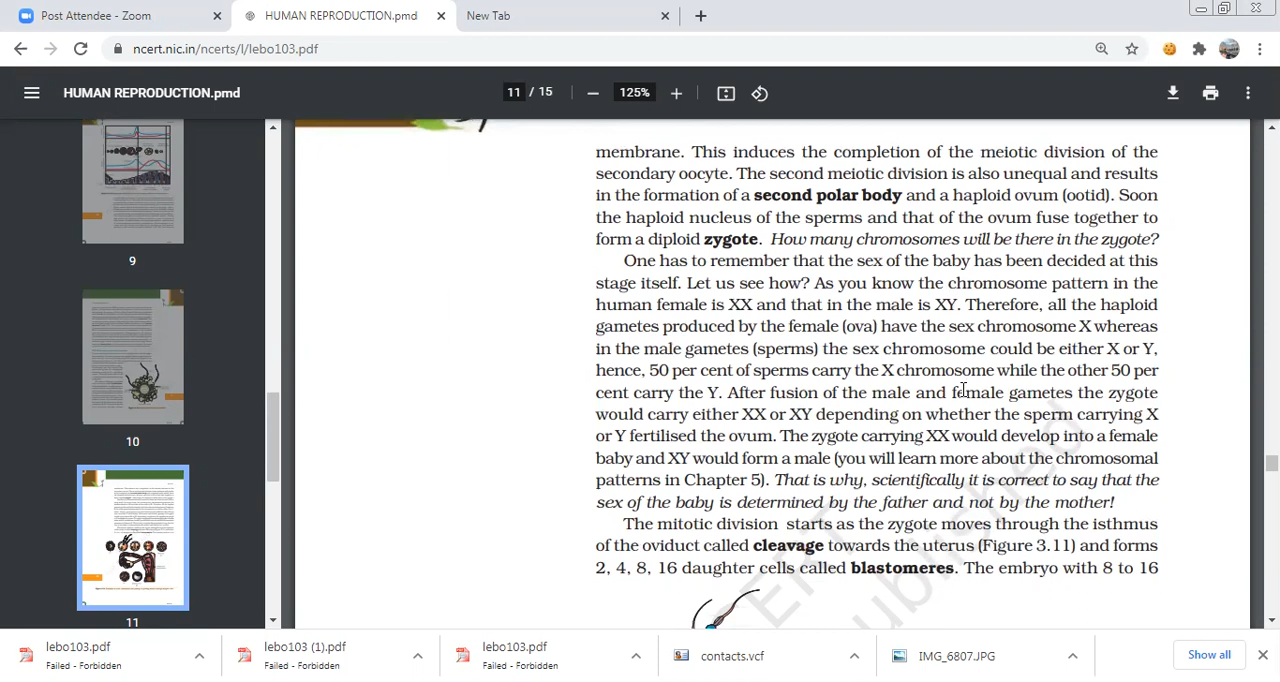 Post Attendee - Zoom
HUMAN REPRODUCTION.pmd
New Tab
ncert.nic.in/ncerts/l/lebo103.pdf
HUMAN REPRODUCTION.pmd
11 / 15
125%
9
10
11
membrane. This induces the completion of the meiotic division of the
secondary oocyte. The second meiotic division is also unequal and results
in the formation of a second polar body and a haploid ovum (ootid). Soon
the haploid nucleus of the sperms and that of the ovum fuse together to
form a diploid zygote. How many chromosomes will be there in the zygote?
One has to remember that the sex of the baby has been decided at this
stage itself. Let us see how? As you know the chromosome pattern in the
human female is XX and that in the male is XY. Therefore, all the haploid
gametes produced by the female (ova) have the sex chromosome X whereas
in the male gametes (sperms) the sex chromosome could be either X or Y,
hence, 50 per cent of sperms carry the X chromosome while the other 50 per
cent carry the Y. After fusion of the male and female gametes the zygote
would carry either XX or XY depending on whether the sperm carrying X
or Y fertilised the ovum. The zygote carrying XX would develop into a female
baby and XY would form a male (you will learn more about the chromosomal
patterns in Chapter 5). That is why, scientifically it is correct to say that the
sex of the baby is determined by the father and not by the mother!
The mitotic division starts as the zygote moves through the isthmus
of the oviduct called cleavage towards the uterus (Figure 3.11) and forms
2, 4, 8, 16 daughter cells called blastomeres. The embryo with 8 to 16
lebo103.pdf
Failed - Forbidden
lebo103 (1).pdf
Failed - Forbidden
lebo103.pdf
Failed - Forbidden
contacts.vcf
IMG_6807.JPG
Show all